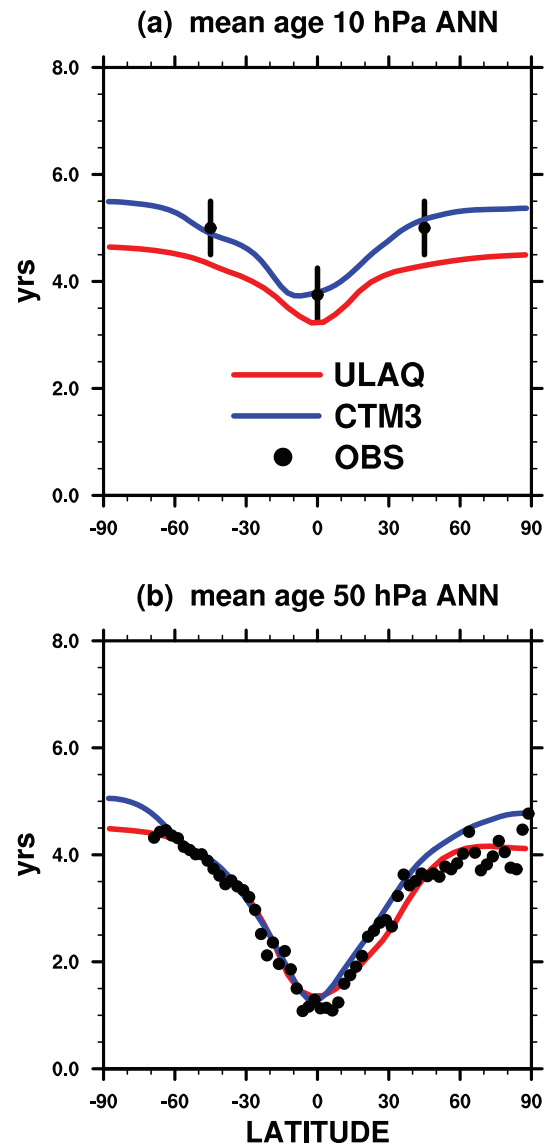 (a) mean age 10 hPa ANN
8.0
6.0
4.0
2.0
0.0
yrs
ULAQ
CTM3
OBS
-90 -60 -30 0 30 60 90
(b) mean age 50 hPa ANN
8.0
6.0
4.0
2.0
0.0
yrs
-90 -60 -30 0 30 60 90
LATITUDE